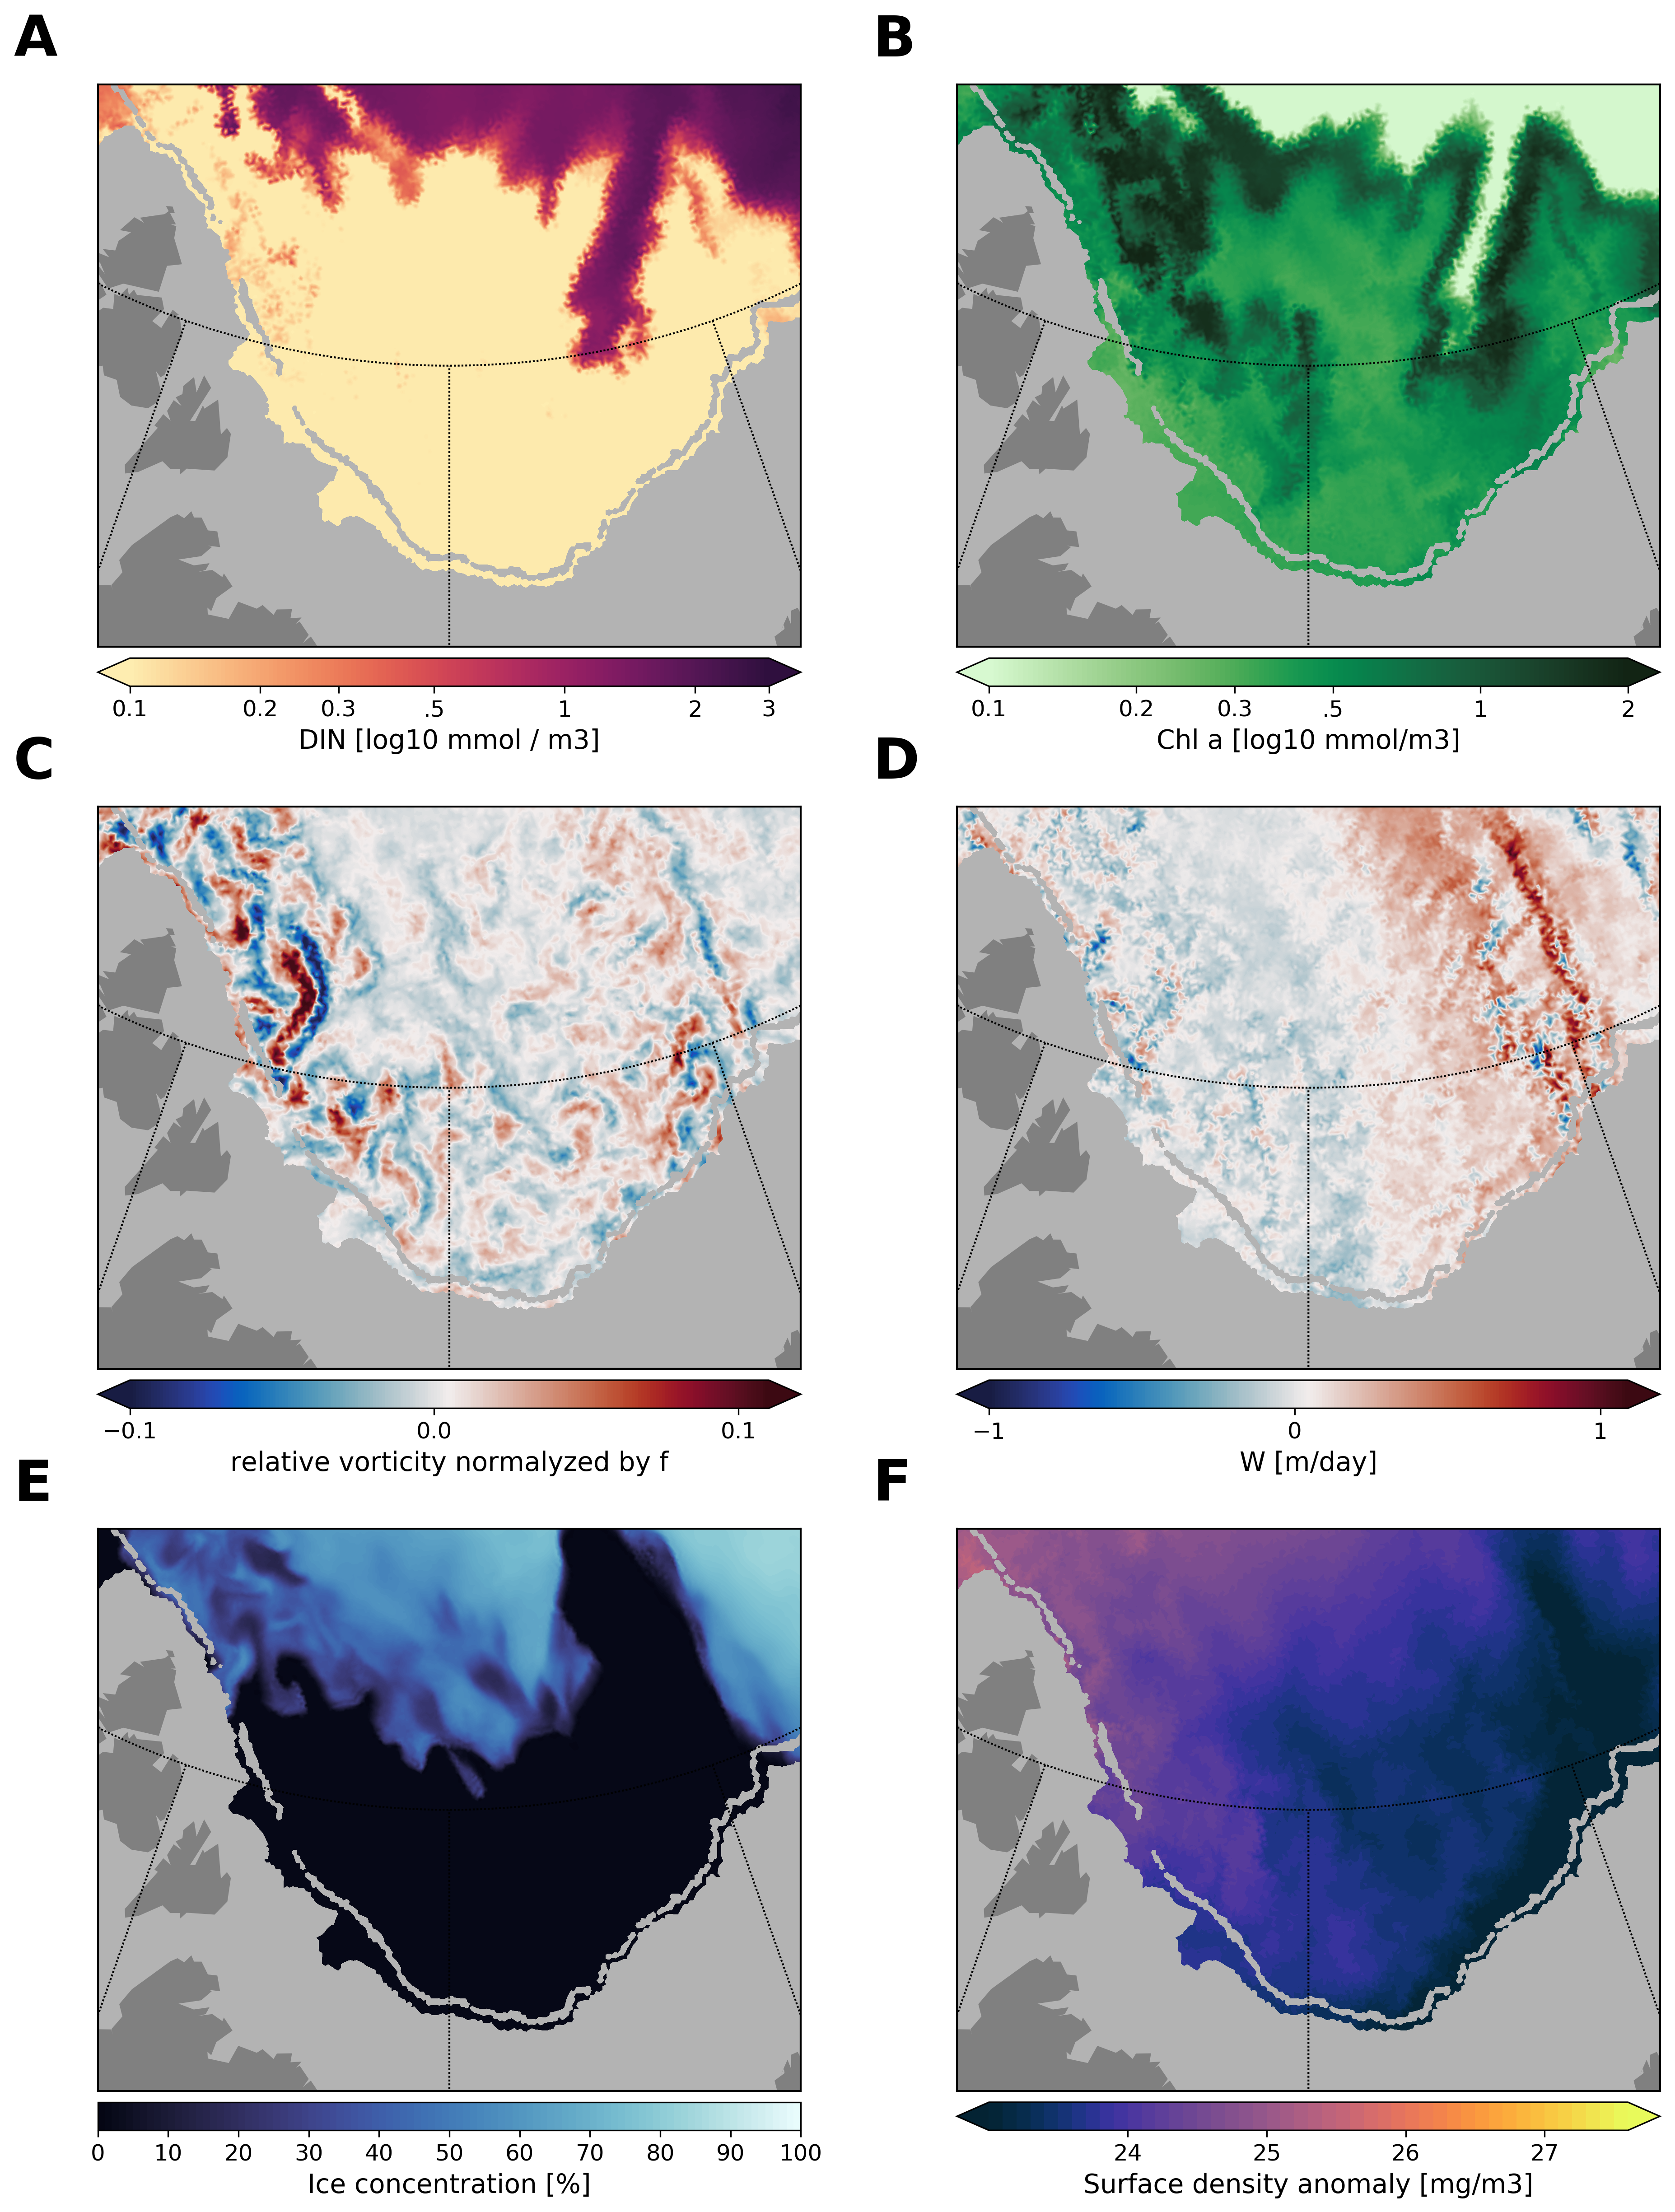 A
B
0.1 0.2 0.3 .5 1 2 3
DIN [log10 mmol / m3]
0.1 0.2 0.3 .5 1 2
Chl a [log10 mmol/m3]
C
D
−0.1 0.0 0.1
relative vorticity normalyzed by f
−1 0 1
W [m/day]
E
F
0 10 20 30 40 50 60 70 80 90 100
Ice concentration [%]
24 25 26 27
Surface density anomaly [mg/m3]